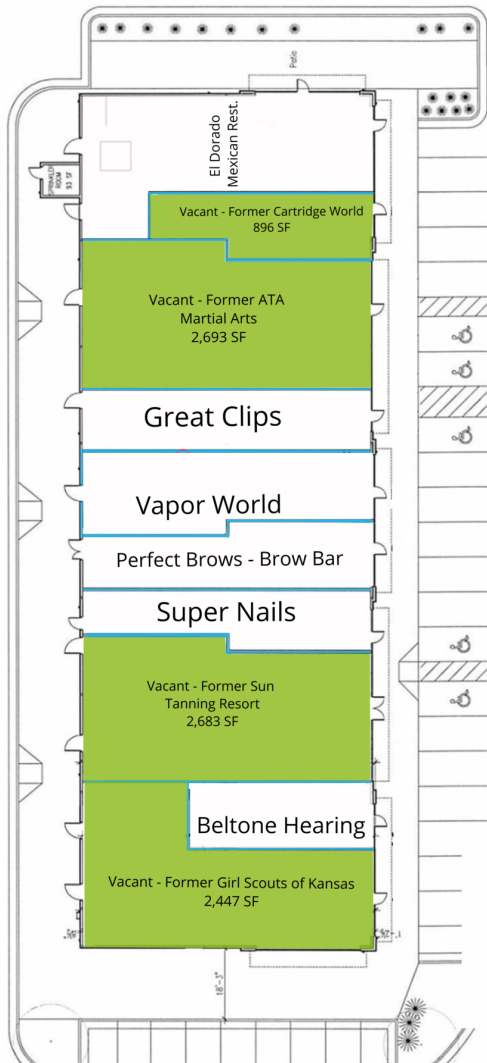 Patio
El Dorado
Mexican Rest.
SPRINKLER
ROOM
93 SF
Vacant - Former Cartridge World
896 SF
Vacant - Former ATA
Martial Arts
2,693 SF
Great Clips
Vapor World
Perfect Brows - Brow Bar
Super Nails
Vacant - Former Sun
Tanning Resort
2,683 SF
Beltone Hearing
Vacant - Former Girl Scouts of Kansas
2,447 SF
18'-3"